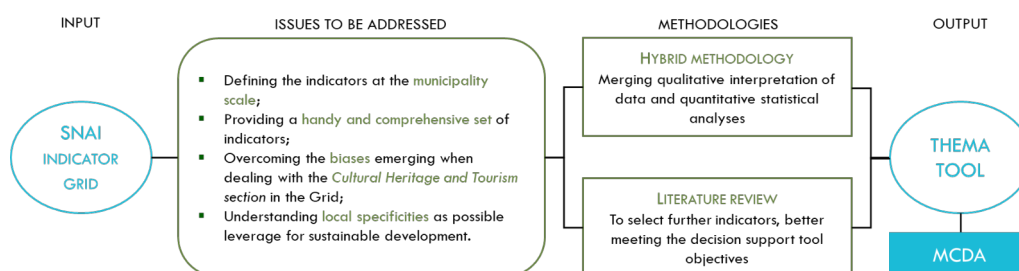 INPUT
ISSUES TO BE ADDRESSED
METHODOLOGIES
OUTPUT
SNAI
INDICATOR
GRID
▪ Defining the indicators at the municipality
scale;
▪ Providing a handy and comprehensive set of
indicators;
▪ Overcoming the biases emerging when
dealing with the Cultural Heritage and Tourism
section in the Grid;
▪ Understanding local specificities as possible
leverage for sustainable development.
HYBRID METHODOLOGY
Merging qualitative interpretation of
data and quantitative statistical
analyses
LITERATURE REVIEW
To select further indicators, better
meeting the decision support tool
objectives
THEMA
TOOL
MCDA